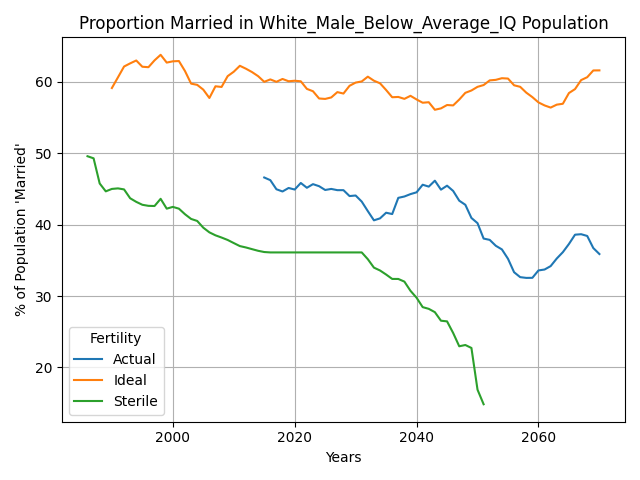 Proportion Married in White_Male_Below_Average_IQ Population
% of Population 'Married'
60
50
40
30
20
Fertility
Actual
Ideal
Sterile
2000
2020
2040
2060
Years